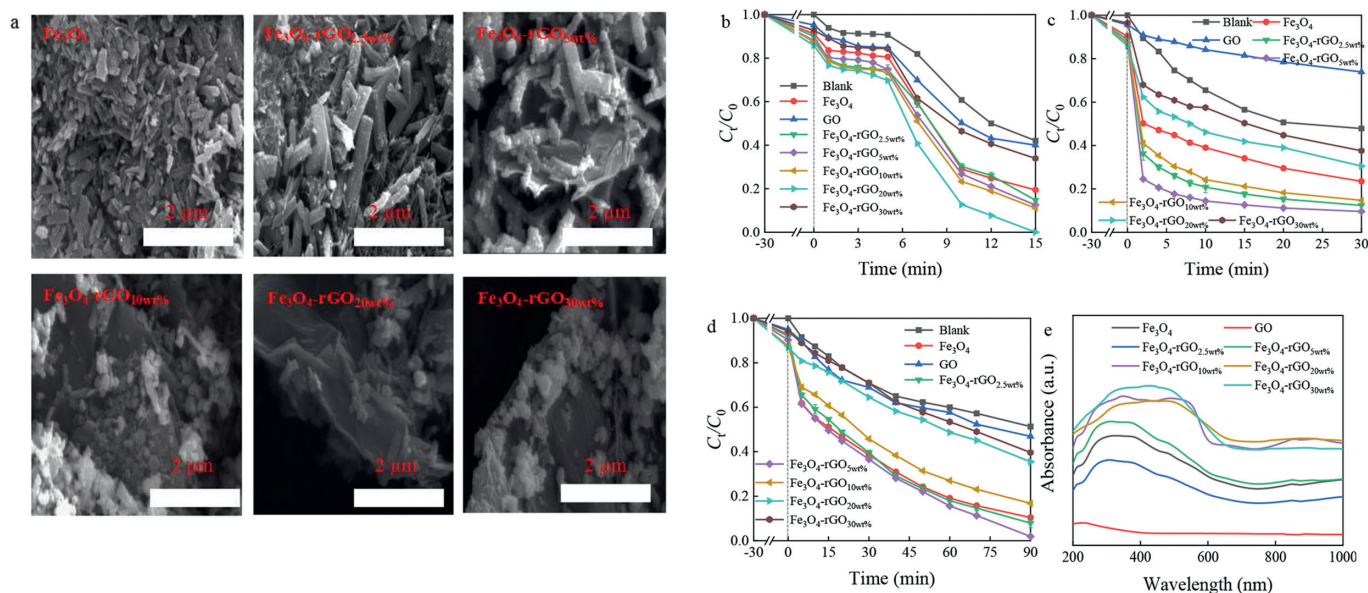 a
Fe₃O₄
Fe₃O₄-rGO₂.₅wt%
Fe₃O₄-rGO₅wt%
2 μm
2 μm
2 μm
Fe₃O₄-rGO₁₀wt%
Fe₃O₄-rGO₂₀wt%
Fe₃O₄-rGO₃₀wt%
2 μm
2 μm
2 μm
b
1.0
0.8
0.6
0.4
0.2
0.0
Cₜ/C₀
Blank
Fe₃O₄
GO
Fe₃O₄-rGO₂.₅wt%
Fe₃O₄-rGO₅wt%
Fe₃O₄-rGO₁₀wt%
Fe₃O₄-rGO₂₀wt%
Fe₃O₄-rGO₃₀wt%
-30 0 3 6 9 12 15
Time (min)
c
1.0
0.8
0.6
0.4
0.2
0.0
Blank Fe₃O₄
GO Fe₃O₄-rGO₂.₅wt%
Fe₃O₄-rGO₅wt%
Fe₃O₄-rGO₁₀wt%
Fe₃O₄-rGO₂₀wt% Fe₃O₄-rGO₃₀wt%
-30 0 5 10 15 20 25 30
Time (min)
d
1.0
0.8
0.6
0.4
0.2
0.0
Cₜ/C₀
Blank
Fe₃O₄
GO
Fe₃O₄-rGO₂.₅wt%
Fe₃O₄-rGO₅wt%
Fe₃O₄-rGO₁₀wt%
Fe₃O₄-rGO₂₀wt%
Fe₃O₄-rGO₃₀wt%
-30 0 15 30 45 60 75 90
Time (min)
e
Absorbance (a.u.)
Fe₃O₄ GO
Fe₃O₄-rGO₂.₅wt% Fe₃O₄-rGO₅wt%
Fe₃O₄-rGO₁₀wt% Fe₃O₄-rGO₂₀wt%
Fe₃O₄-rGO₃₀wt%
200 400 600 800 1000
Wavelength (nm)